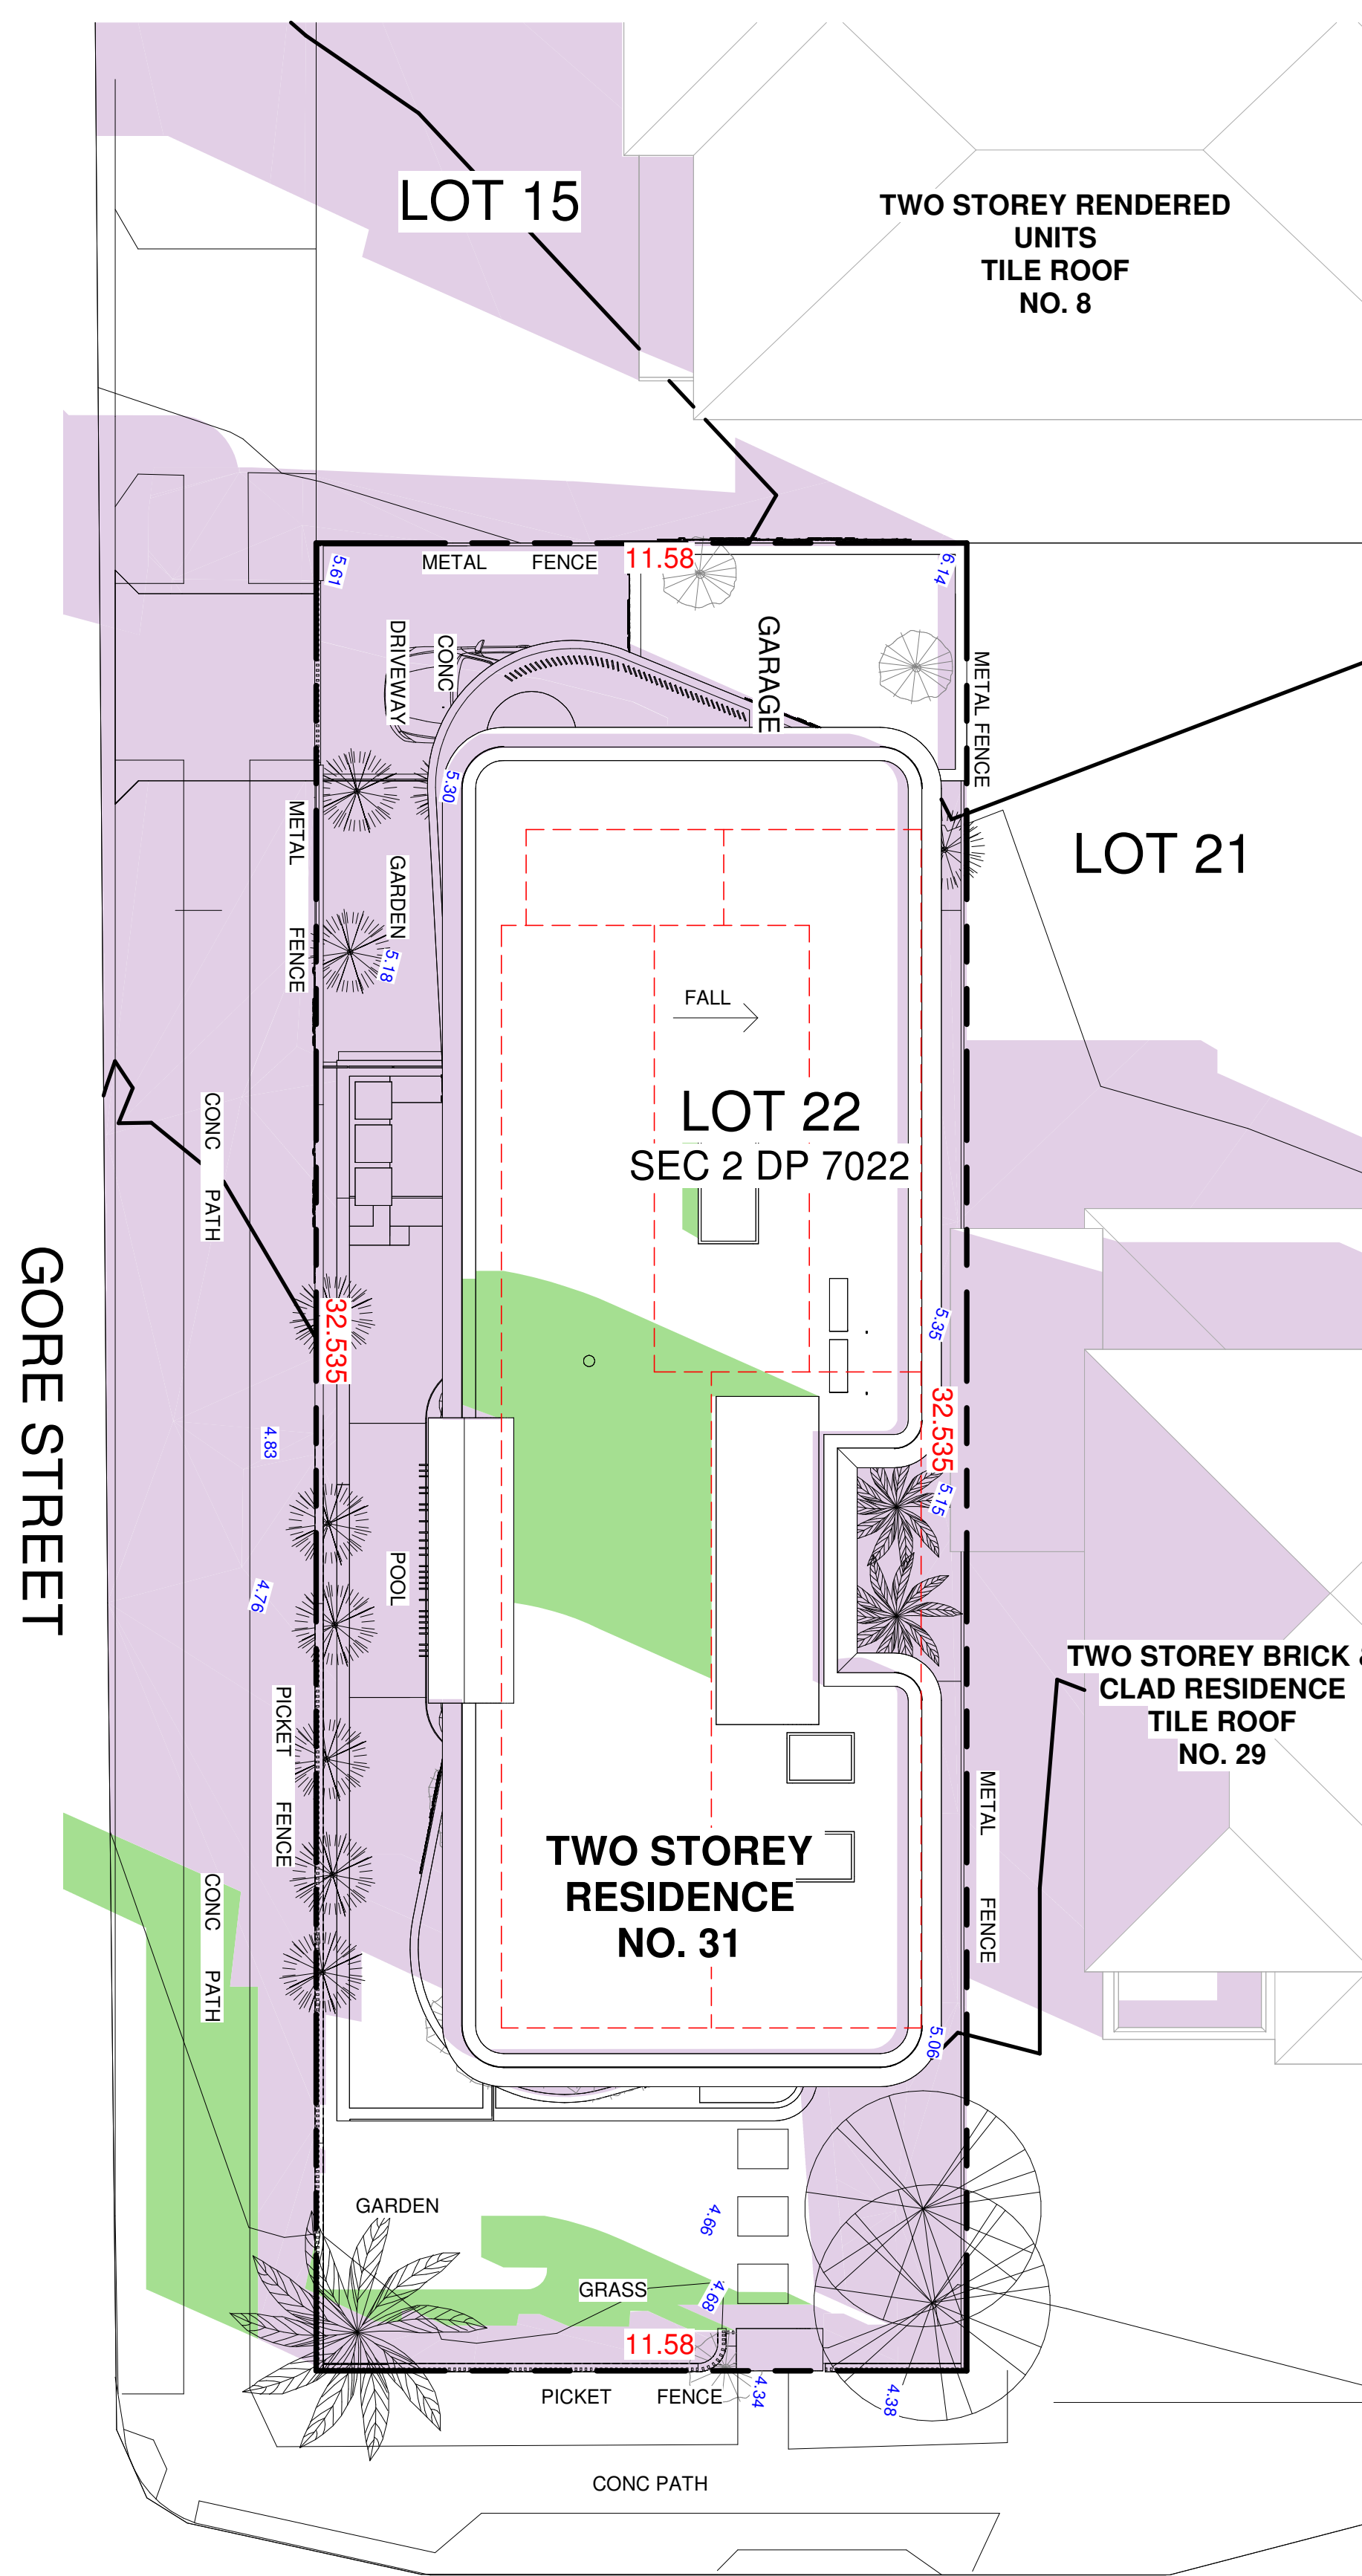 LOT 15
TWO STOREY RENDERED
UNITS
TILE ROOF
NO. 8
METAL FENCE
11.58
5.61
6.14
DRIVEWAY
CONC
GARAGE
METAL FENCE
5.30
METAL FENCE
GARDEN
5.18
LOT 21
FALL
LOT 22
SEC 2 DP 7022
CONC PATH
GORE STREET
32.535
5.35
32.535
4.83
5.15
4.76
POOL
TWO STOREY BRICK &
CLAD RESIDENCE
TILE ROOF
NO. 29
PICKET FENCE
METAL FENCE
TWO STOREY
RESIDENCE
NO. 31
CONC PATH
5.06
GARDEN
4.66
GRASS
4.68
11.58
PICKET FENCE
4.34
4.38
CONC PATH